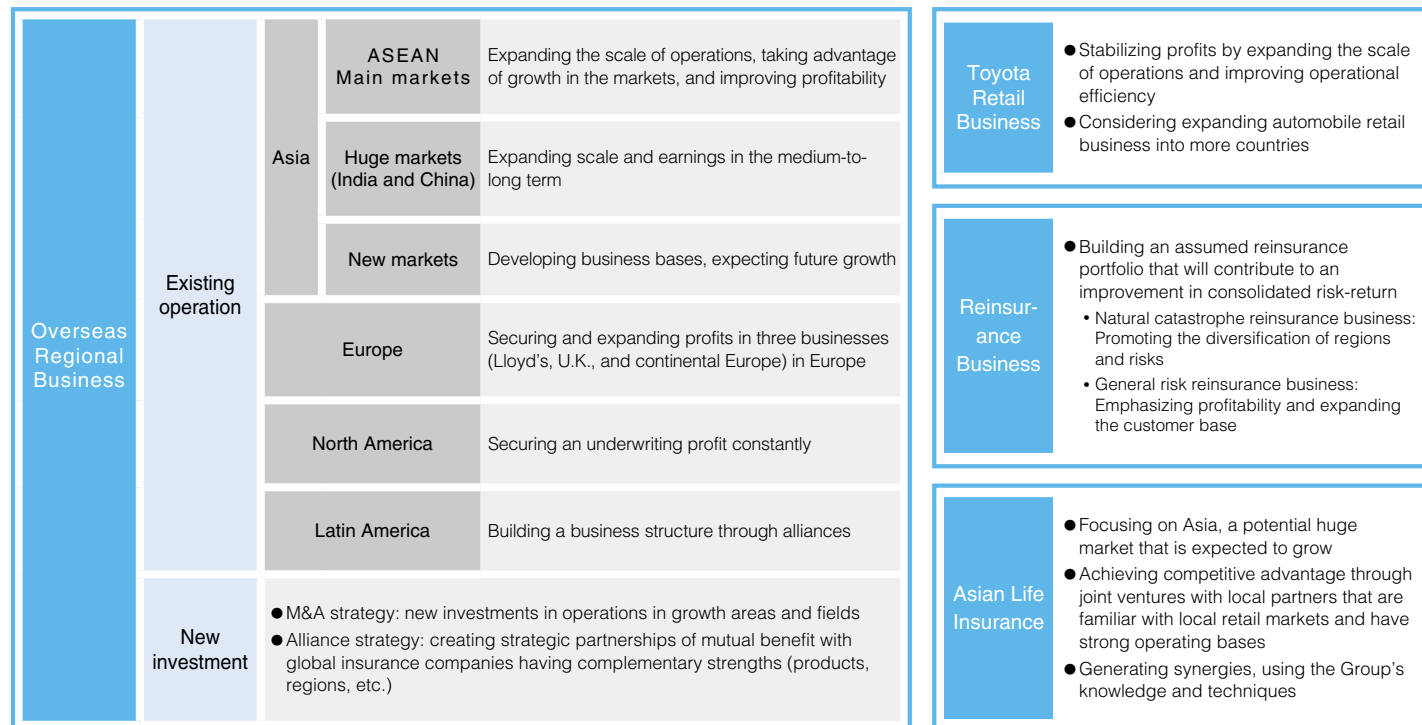 Overseas
Regional
Business
Existing
operation
Asia
ASEAN
Main markets
Expanding the scale of operations, taking advantage
of growth in the markets, and improving profitability
Huge markets
(India and China)
Expanding scale and earnings in the medium-to-
long term
New markets
Developing business bases, expecting future growth
Europe
Securing and expanding profits in three businesses
(Lloyd's, U.K., and continental Europe) in Europe
North America
Securing an underwriting profit constantly
Latin America
Building a business structure through alliances
New
investment
● M&A strategy: new investments in operations in growth areas and fields
● Alliance strategy: creating strategic partnerships of mutual benefit with
global insurance companies having complementary strengths (products,
regions, etc.)
Toyota
Retail
Business
● Stabilizing profits by expanding the scale
of operations and improving operational
efficiency
● Considering expanding automobile retail
business into more countries
Reinsur-
ance
Business
● Building an assumed reinsurance
portfolio that will contribute to an
improvement in consolidated risk-return
• Natural catastrophe reinsurance business:
Promoting the diversification of regions
and risks
• General risk reinsurance business:
Emphasizing profitability and expanding
the customer base
Asian Life
Insurance
● Focusing on Asia, a potential huge
market that is expected to grow
● Achieving competitive advantage through
joint ventures with local partners that are
familiar with local retail markets and have
strong operating bases
● Generating synergies, using the Group's
knowledge and techniques